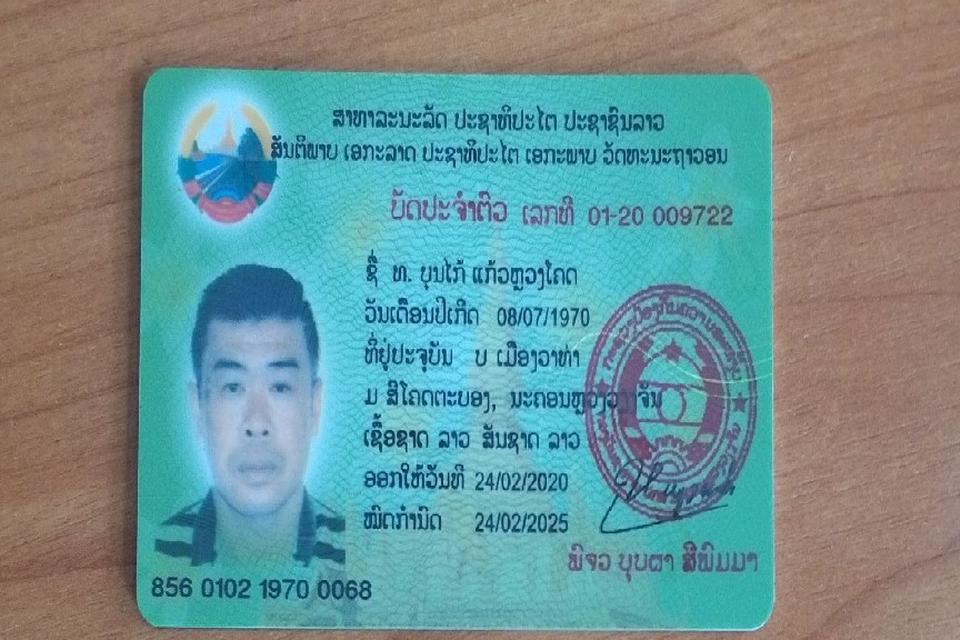 ສາທາລະນະລັດ ປະຊາທິປະໄຕ ປະຊາຊົນລາວ
ສັນຕິພາບ ເອກະລາດ ປະຊາທິປະໄຕ ເອກະພາບ ວັດທະນະຖາວອນ
ບັດປະຈຳຕົວ ເລກທີ 01-20 009722
ຊື່ ທ. ບຸນໄກ້ ແກ້ວຫຼວງໂຄດ
ວັນເດືອນປີເກີດ 08/07/1970
ທີ່ຢູ່ປະຈຸບັນ ບ ເມືອງວາທ່າ
ມ ສີໂຄດຕະບອງ, ນະຄອນຫຼວງວຽງຈັນ
ເຊື້ອຊາດ ລາວ ສັນຊາດ ລາວ
ອອກໃຫ້ວັນທີ 24/02/2020
ໝົດກຳນົດ 24/02/2025
ພົຈວ ບຸບຜາ ສີພົມມາ
856 0102 1970 0068